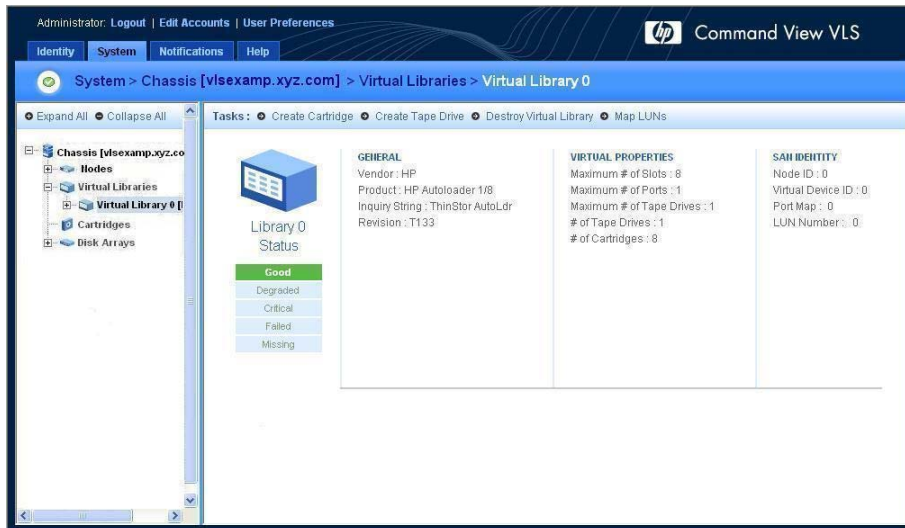 Administrator: Logout | Edit Accounts | User Preferences
hp Command View VLS
Identity System Notifications Help
System > Chassis [vlsexamp.xyz.com] > Virtual Libraries > Virtual Library 0
Expand All Collapse All
Tasks: Create Cartridge Create Tape Drive Destroy Virtual Library Map LUNs
Chassis [vlsexamp.xyz.co
Nodes
Virtual Libraries
Virtual Library 0 [
Cartridges
Disk Arrays
Library 0
Status
Good
Degraded
Critical
Failed
Missing
GENERAL
Vendor : HP
Product : HP Autoloader 1/8
Inquiry String : ThinStor AutoLdr
Revision : T133
VIRTUAL PROPERTIES
Maximum # of Slots : 8
Maximum # of Ports : 1
Maximum # of Tape Drives : 1
# of Tape Drives : 1
# of Cartridges : 8
SAN IDENTITY
Node ID : 0
Virtual Device ID : 0
Port Map : 0
LUN Number : 0